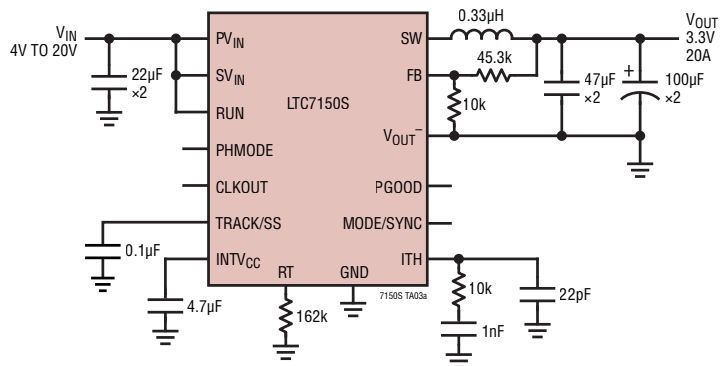 VIN
4V TO 20V
22µF
×2
PVIN
SVIN
RUN
PHMODE
CLKOUT
TRACK/SS
INTVCC
RT
GND
LTC7150S
SW
FB
VOUT–
PGOOD
MODE/SYNC
ITH
0.33µH
45.3k
10k
47µF
×2
+
100µF
×2
VOUT
3.3V
20A
0.1µF
4.7µF
162k
7150S TA03a
10k
1nF
22pF